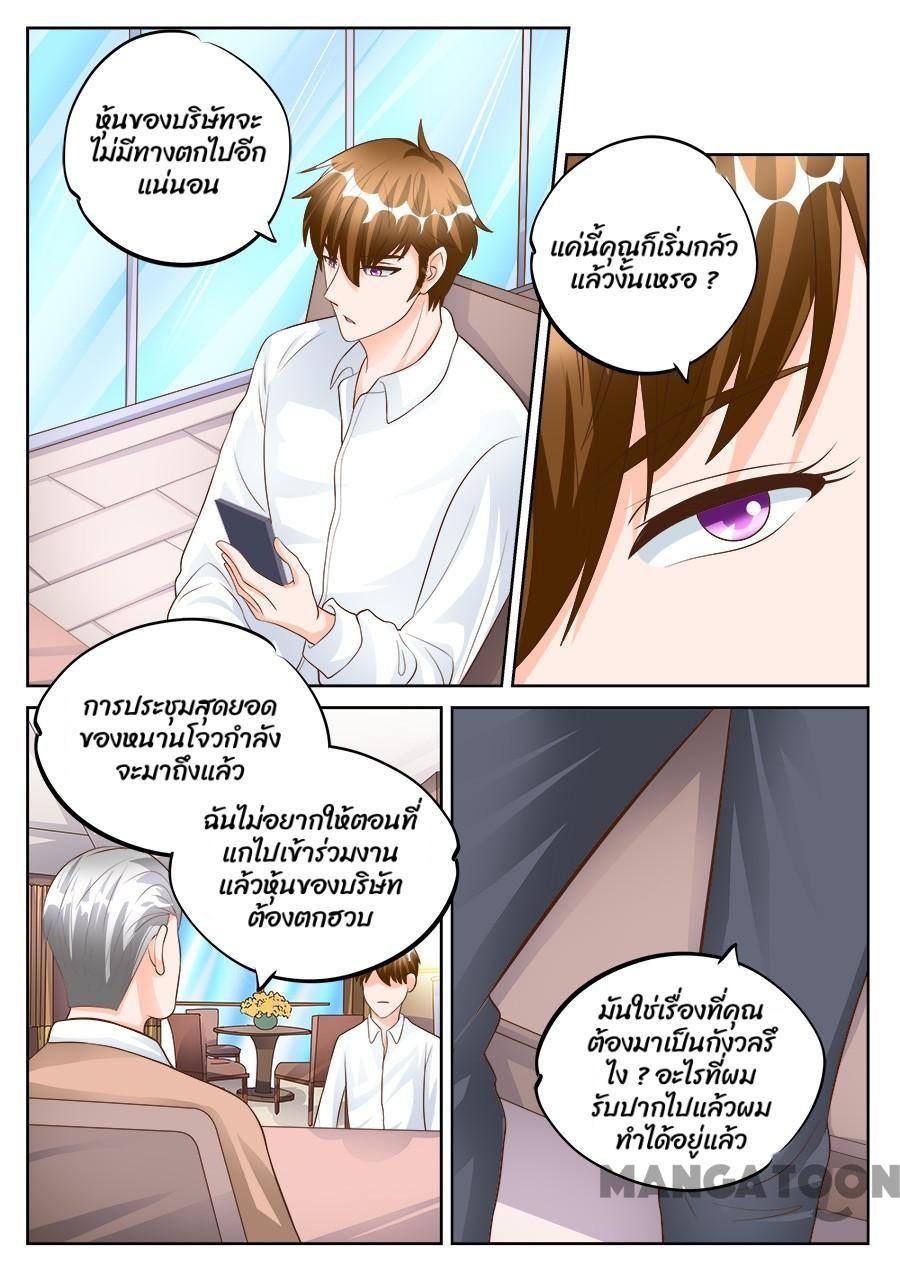 หุ้นของบริษัทจะ
ไม่มีทางตกไปอีก
แน่นอน
แค่นี้คุณก็เริ่มกลัว
แล้วงั้นเหรอ ?
การประชุมสุดยอด
ของหนานโจวกำลัง
จะมาถึงแล้ว
ฉันไม่อยากให้ตอนที่
แกไปเข้าร่วมงาน
แล้วหุ้นของบริษัท
ต้องตกฮวบ
มันใช่เรื่องที่คุณ
ต้องมาเป็นกังวลรึ
ไง ? อะไรที่ผม
รับปากไปแล้วผม
ทำได้อยู่แล้ว
MANGATOON